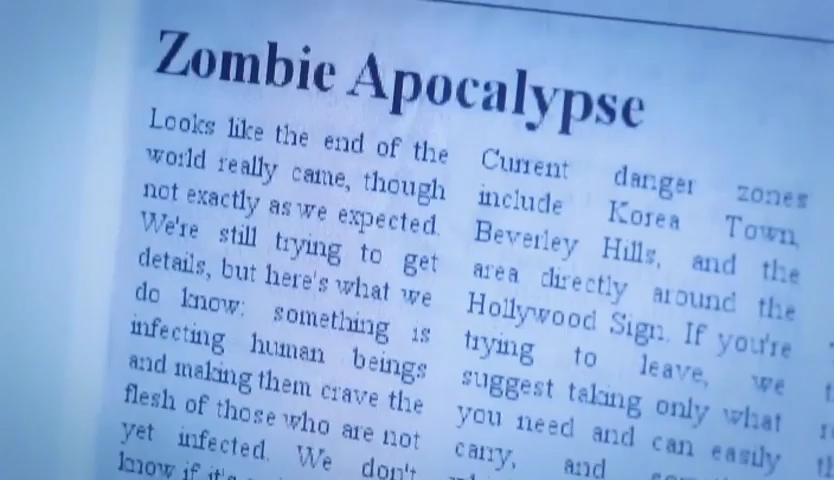 Zombie Apocalypse
Looks like the end of the
world really came, though
not exactly as we expected.
We're still trying to get
details, but here's what we
do know: something is
infecting human beings
and making them crave the
flesh of those who are not
yet infected. We don't
know if it's
Current danger zones
include Korea Town,
Beverley Hills, and the
area directly around the
Hollywood Sign. If you're
trying to leave, we
suggest taking only what
you need and can easily
carry, and